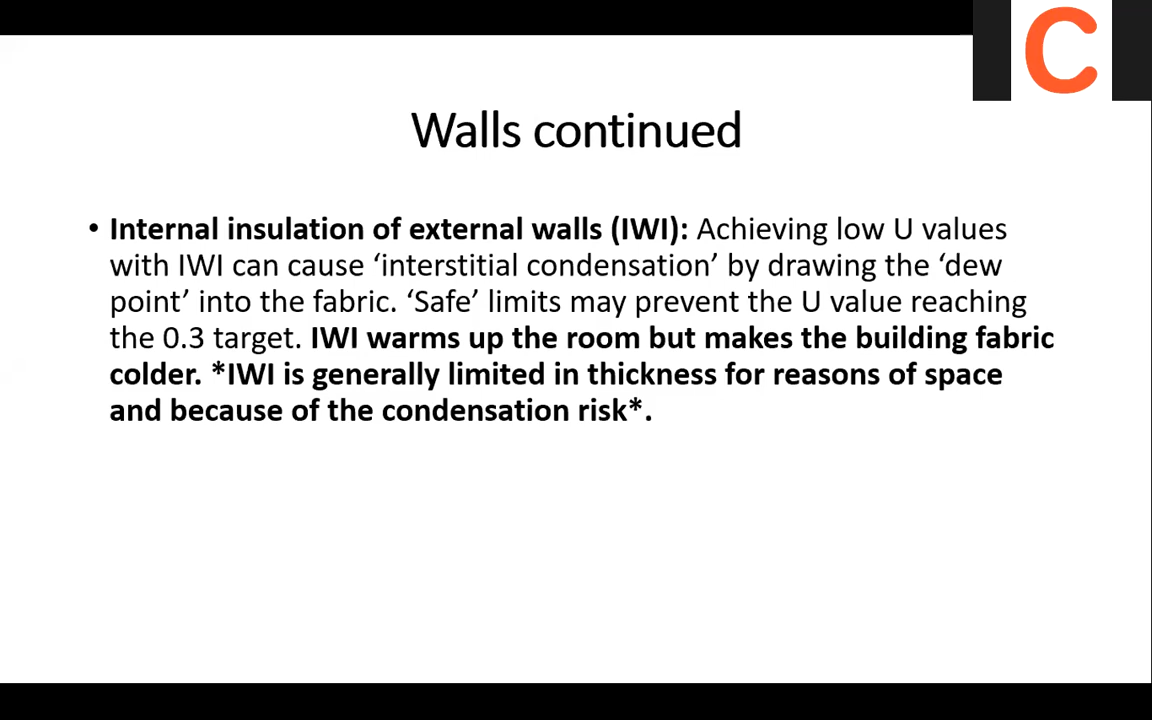 C
Walls continued
• Internal insulation of external walls (IWI): Achieving low U values
with IWI can cause ‘interstitial condensation’ by drawing the ‘dew
point’ into the fabric. ‘Safe’ limits may prevent the U value reaching
the 0.3 target. IWI warms up the room but makes the building fabric
colder. *IWI is generally limited in thickness for reasons of space
and because of the condensation risk*.